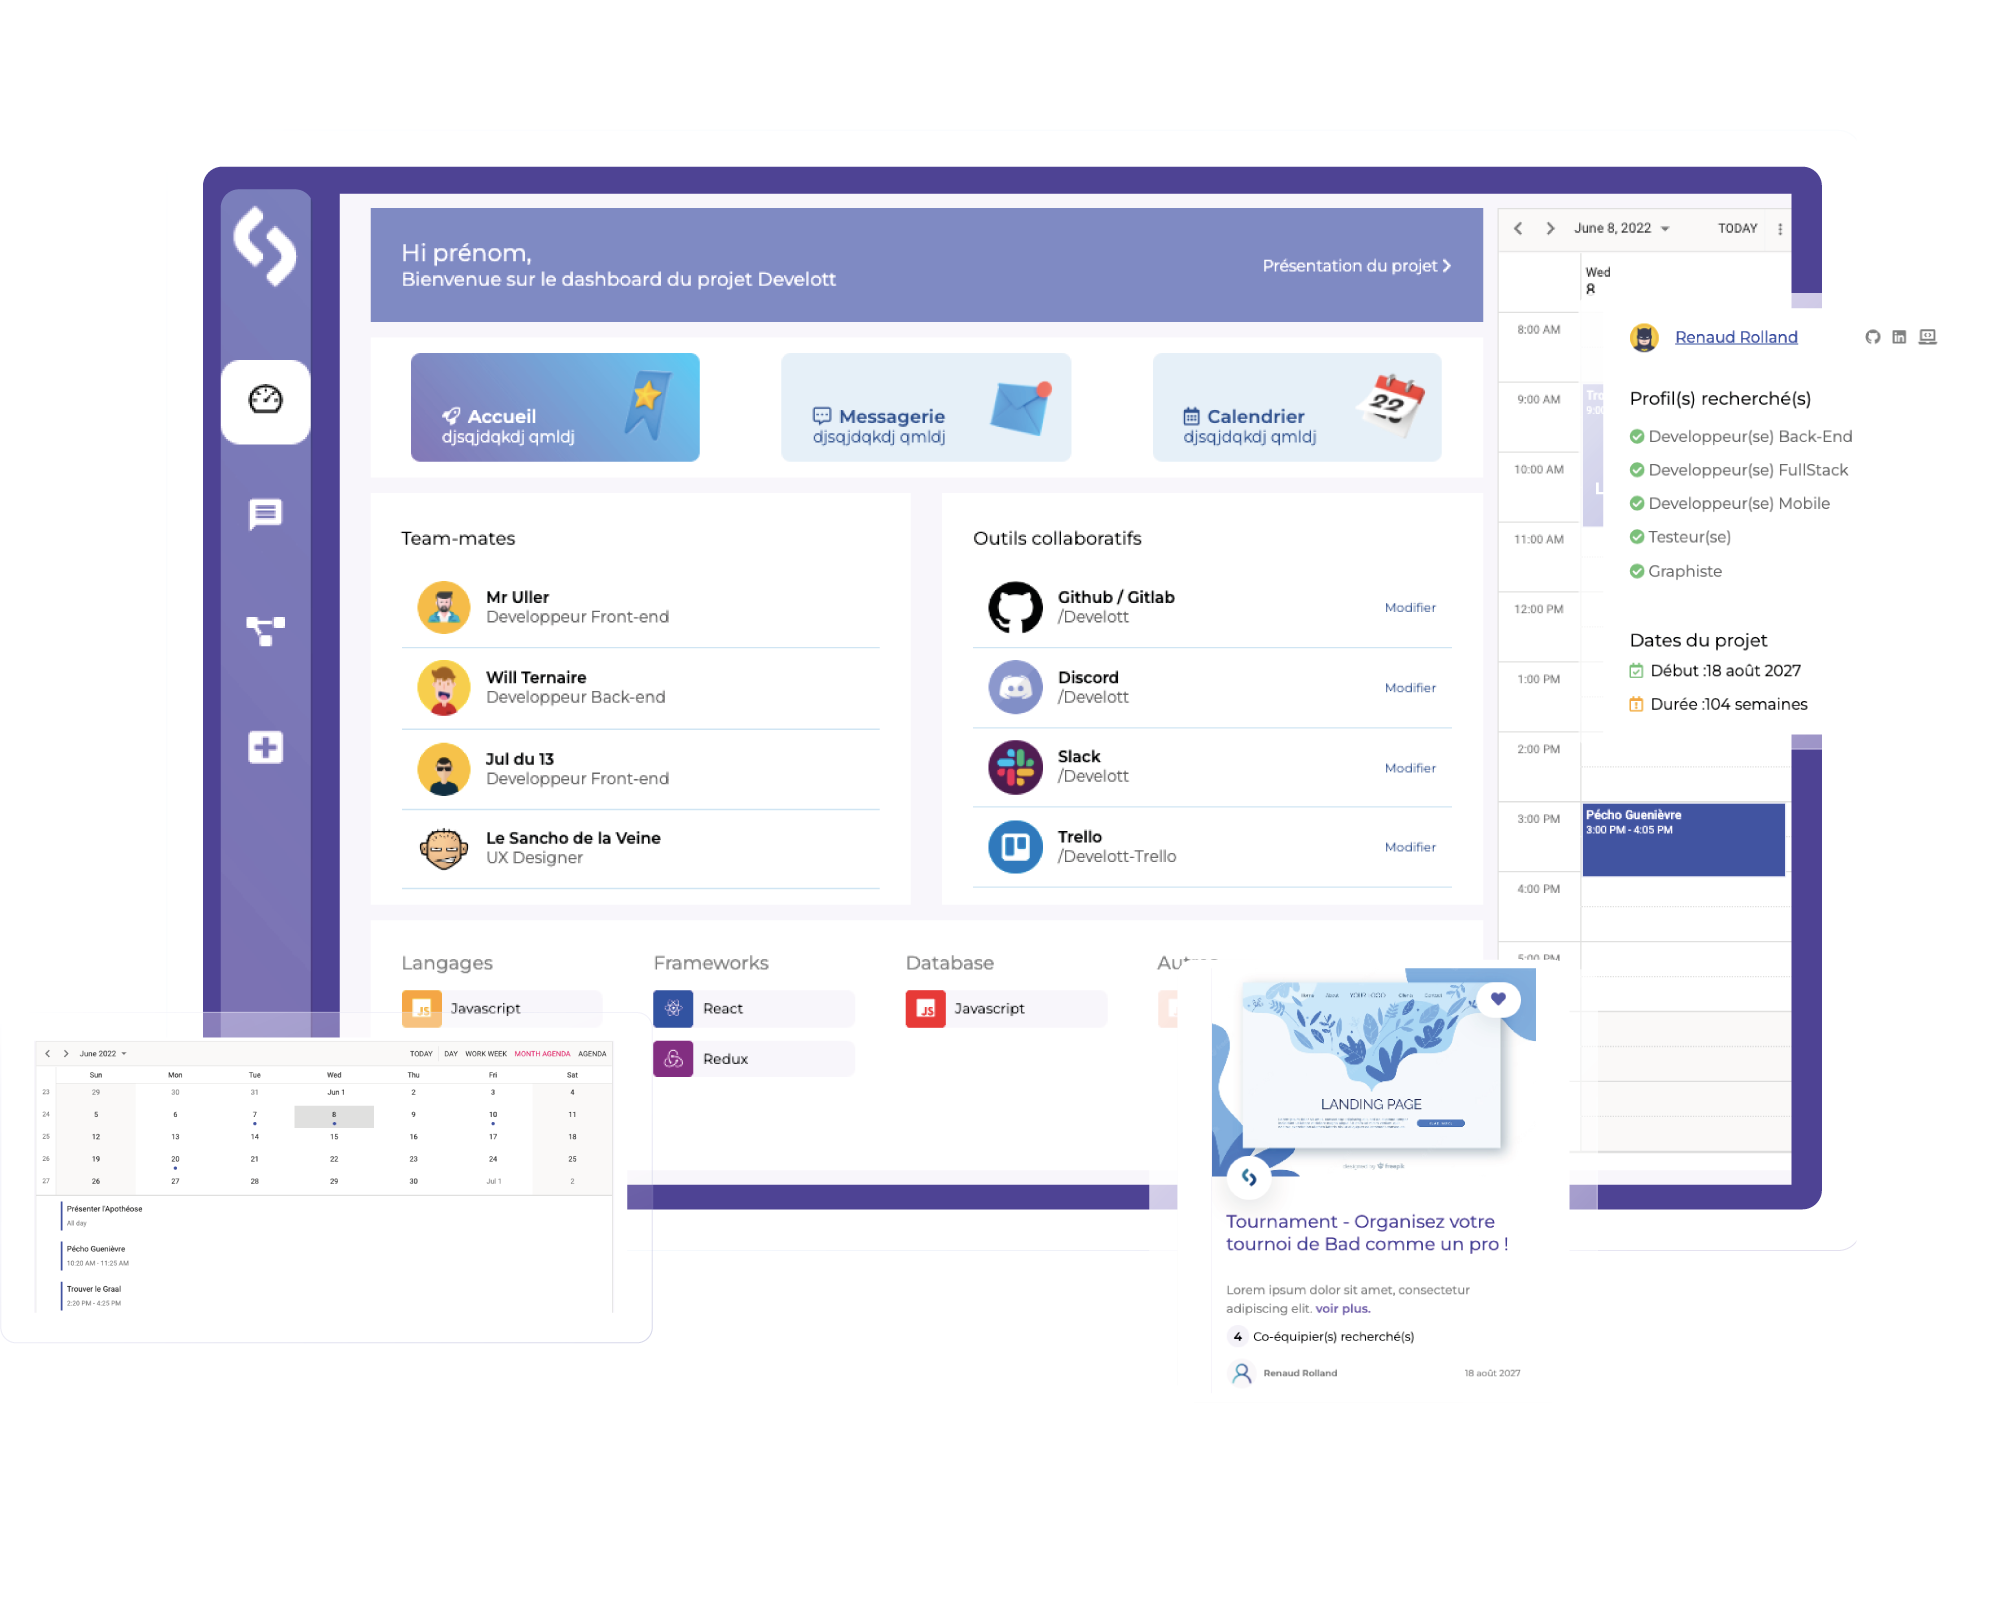 Hi prénom,
Bienvenue sur le dashboard du projet Develott
Présentation du projet
Accueil
djsqjdqkdj qmldj
Messagerie
djsqjdqkdj qmldj
22
Calendrier
djsqjdqkdj qmldj
Team-mates
Mr Uller
Developpeur Front-end
Will Ternaire
Developpeur Back-end
Jul du 13
Developpeur Front-end
Le Sancho de la Veine
UX Designer
Outils collaboratifs
Github / Gitlab
/Develott
Modifier
Discord
/Develott
Modifier
Slack
/Develott
Modifier
Trello
/Develott-Trello
Modifier
Langages
JS Javascript
Frameworks
React
Redux
Database
JS Javascript
June 8, 2022 TODAY
Wed
8
8:00 AM
9:00 AM
10:00 AM
11:00 AM
12:00 PM
1:00 PM
2:00 PM
3:00 PM
4:00 PM
5:00 PM
Pécho Guenièvre
3:00 PM - 4:05 PM
Renaud Rolland
Profil(s) recherché(s)
Developpeur(se) Back-End
Developpeur(se) FullStack
Developpeur(se) Mobile
Testeur(se)
Graphiste
Dates du projet
Début :18 août 2027
Durée :104 semaines
June 2022 TODAY DAY WORK WEEK MONTH AGENDA AGENDA
Sun Mon Tue Wed Thu Fri Sat
23 29 30 31 Jun 1 2 3 4
24 5 6 7 8 9 10 11
25 12 13 14 15 16 17 18
26 19 20 21 22 23 24 25
27 26 27 28 29 30 Jul 1 2
Présenter l'Apothéose
All day
Pécho Guenièvre
10:20 AM - 11:25 AM
Trouver le Graal
2:20 PM - 4:25 PM
Home About YOUR LOGO Contact
LANDING PAGE
designed by freepik
Tournament - Organisez votre
tournoi de Bad comme un pro !
Lorem ipsum dolor sit amet, consectetur
adipiscing elit. voir plus.
4 Co-équipier(s) recherché(s)
Renaud Rolland 18 août 2027